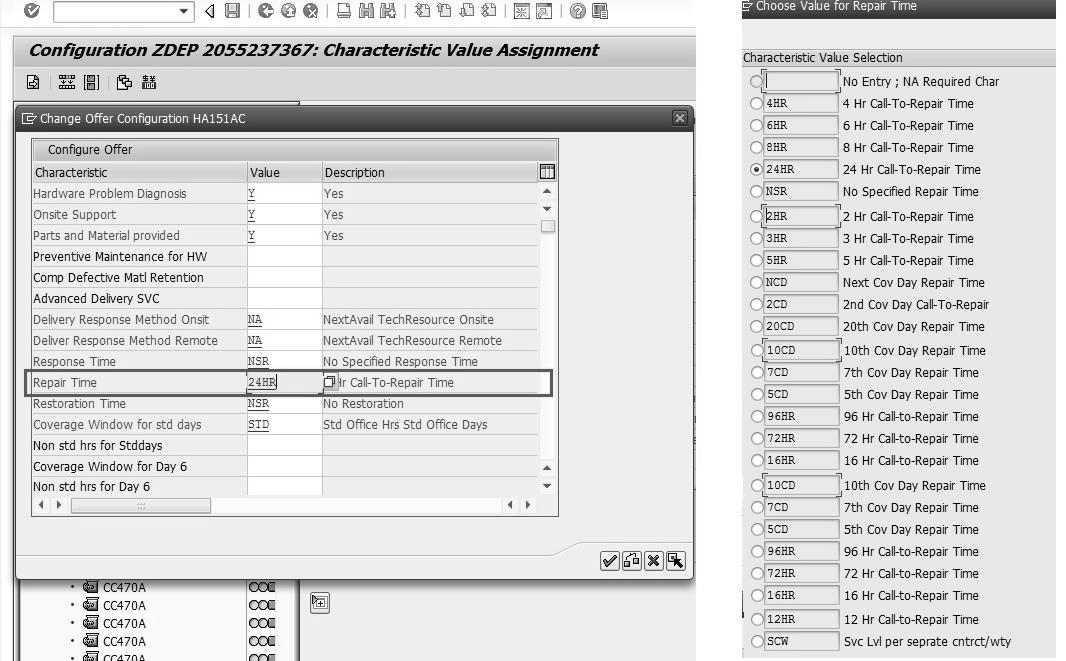 Configuration ZDEP 2055237367: Characteristic Value Assignment
Change Offer Configuration HA151AC
Configure Offer
Characteristic Value Description
Hardware Problem Diagnosis Y Yes
Onsite Support Y Yes
Parts and Material provided Y Yes
Preventive Maintenance for HW
Comp Defective Matl Retention
Advanced Delivery SVC
Delivery Response Method Onsit NA NextAvail TechResource Onsite
Deliver Response Method Remote NA NextAvail TechResource Remote
Response Time NSR No Specified Response Time
Repair Time 24HR Hr Call-To-Repair Time
Restoration Time NSR No Restoration
Coverage Window for std days STD Std Office Hrs Std Office Days
Non std hrs for Stddays
Coverage Window for Day 6
Non std hrs for Day 6
CC470A
CC470A
CC470A
CC470A
CC470A
Choose Value for Repair Time
Characteristic Value Selection
No Entry ; NA Required Char
4HR 4 Hr Call-To-Repair Time
6HR 6 Hr Call-To-Repair Time
8HR 8 Hr Call-To-Repair Time
24HR 24 Hr Call-To-Repair Time
NSR No Specified Repair Time
2HR 2 Hr Call-To-Repair Time
3HR 3 Hr Call-To-Repair Time
5HR 5 Hr Call-To-Repair Time
NCD Next Cov Day Repair Time
2CD 2nd Cov Day Call-To-Repair
20CD 20th Cov Day Repair Time
10CD 10th Cov Day Repair Time
7CD 7th Cov Day Repair Time
5CD 5th Cov Day Repair Time
96HR 96 Hr Call-to-Repair Time
72HR 72 Hr Call-to-Repair Time
16HR 16 Hr Call-to-Repair Time
10CD 10th Cov Day Repair Time
7CD 7th Cov Day Repair Time
5CD 5th Cov Day Repair Time
96HR 96 Hr Call-to-Repair Time
72HR 72 Hr Call-to-Repair Time
16HR 16 Hr Call-to-Repair Time
12HR 12 Hr Call-to-Repair Time
SCW Svc Lvl per seprate cntrct/wty